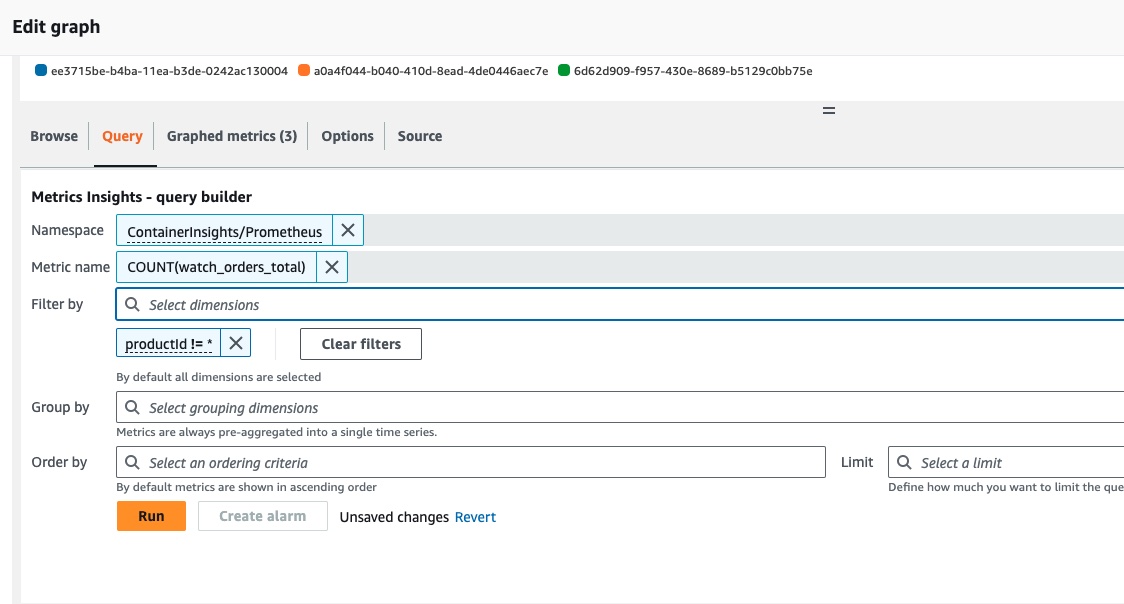 Edit graph
ee3715be-b4ba-11ea-b3de-0242ac130004 a0a4f044-b040-410d-8ead-4de0446aec7e 6d62d909-f957-430e-8689-b5129c0bb75e
Browse Query Graphed metrics (3) Options Source
Metrics Insights - query builder
Namespace ContainerInsights/Prometheus
Metric name COUNT(watch_orders_total)
Filter by Select dimensions
productId != * Clear filters
By default all dimensions are selected
Group by Select grouping dimensions
Metrics are always pre-aggregated into a single time series.
Order by Select an ordering criteria Limit Select a limit
By default metrics are shown in ascending order Define how much you want to limit the que
Run Create alarm Unsaved changes Revert